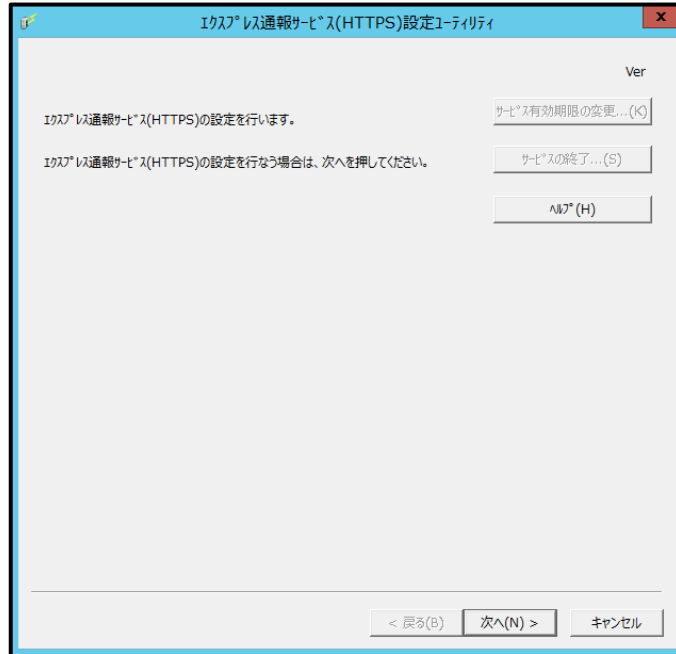 ｴｸｽﾌﾟﾚｽ通報ｻｰﾋﾞｽ(HTTPS)設定ﾕｰﾃｨﾘﾃｨ
x
Ver
ｴｸｽﾌﾟﾚｽ通報ｻｰﾋﾞｽ(HTTPS)の設定を行います。
ｻｰﾋﾞｽ有効期限の変更...(K)
ｴｸｽﾌﾟﾚｽ通報ｻｰﾋﾞｽ(HTTPS)の設定を行なう場合は、次へを押してください。
ｻｰﾋﾞｽの終了...(S)
ﾍﾙﾌﾟ(H)
< 戻る(B)
次へ(N) >
ｷｬﾝｾﾙ